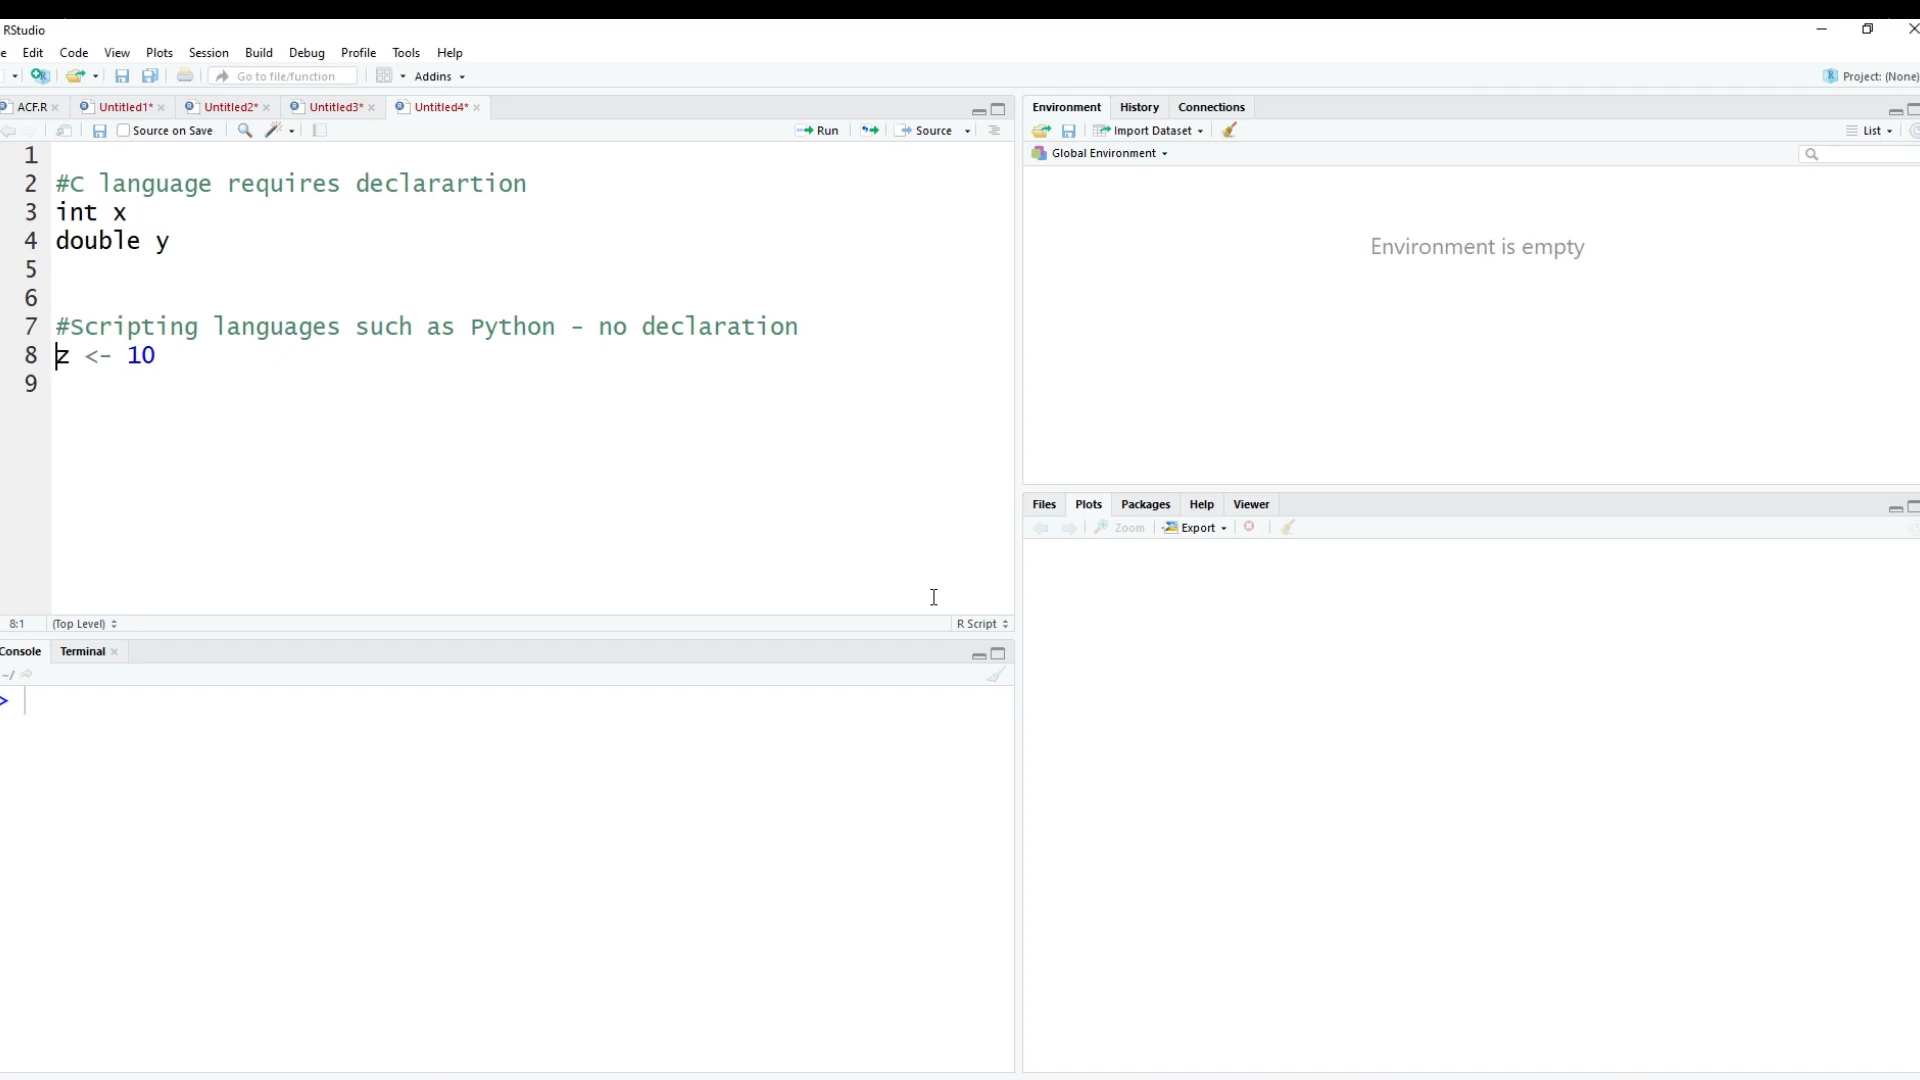 RStudio
e Edit Code View Plots Session Build Debug Profile Tools Help
Go to file/function Addins Project: (None)
ACF.R Untitled1* Untitled2* Untitled3* Untitled4*
Source on Save Run Source
1
2 #C language requires declarartion
3 int x
4 double y
5
6
7 #Scripting languages such as Python - no declaration
8 z <- 10
9
8:1 (Top Level) R Script
Console Terminal
~/
>
Environment History Connections
Import Dataset List
Global Environment
Environment is empty
Files Plots Packages Help Viewer
Zoom Export